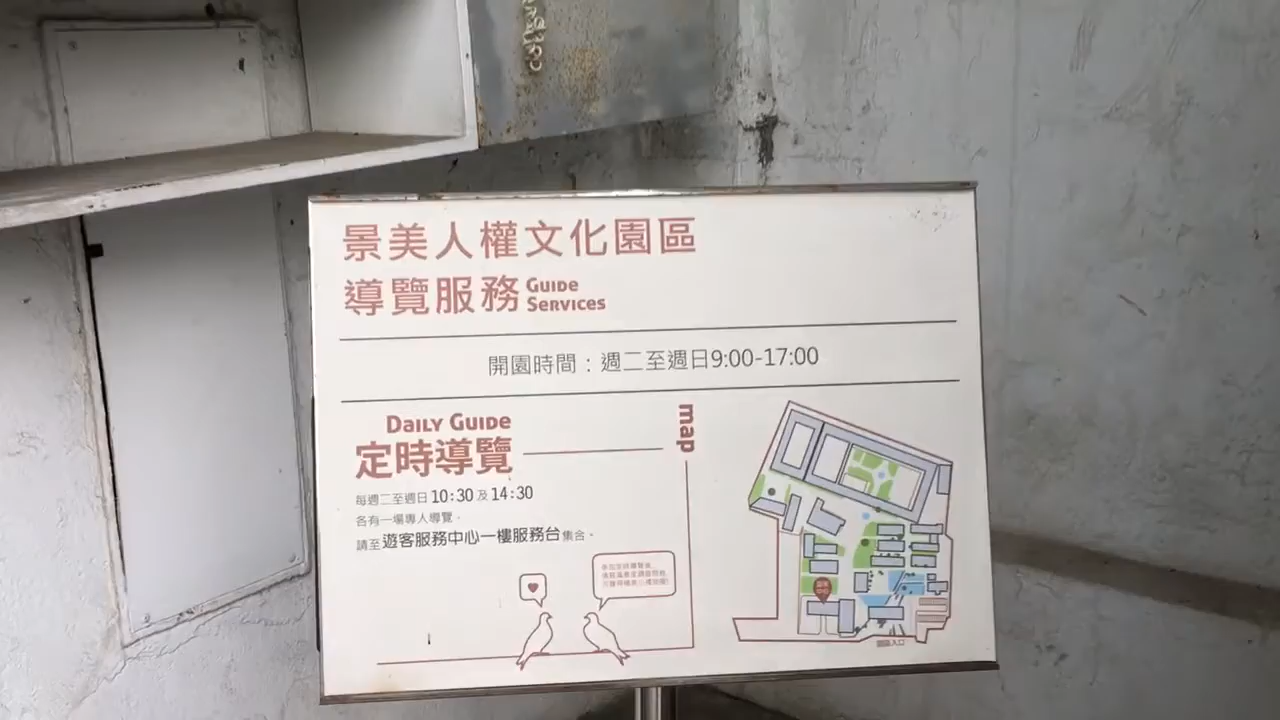 景美人權文化園區
導覽服務 Guide Services
開園時間：週二至週日9:00-17:00
Daily Guide
定時導覽
map
每週二至週日 10:30 及 14:30
各有一場專人導覽。
請至遊客服務中心一樓服務台集合。